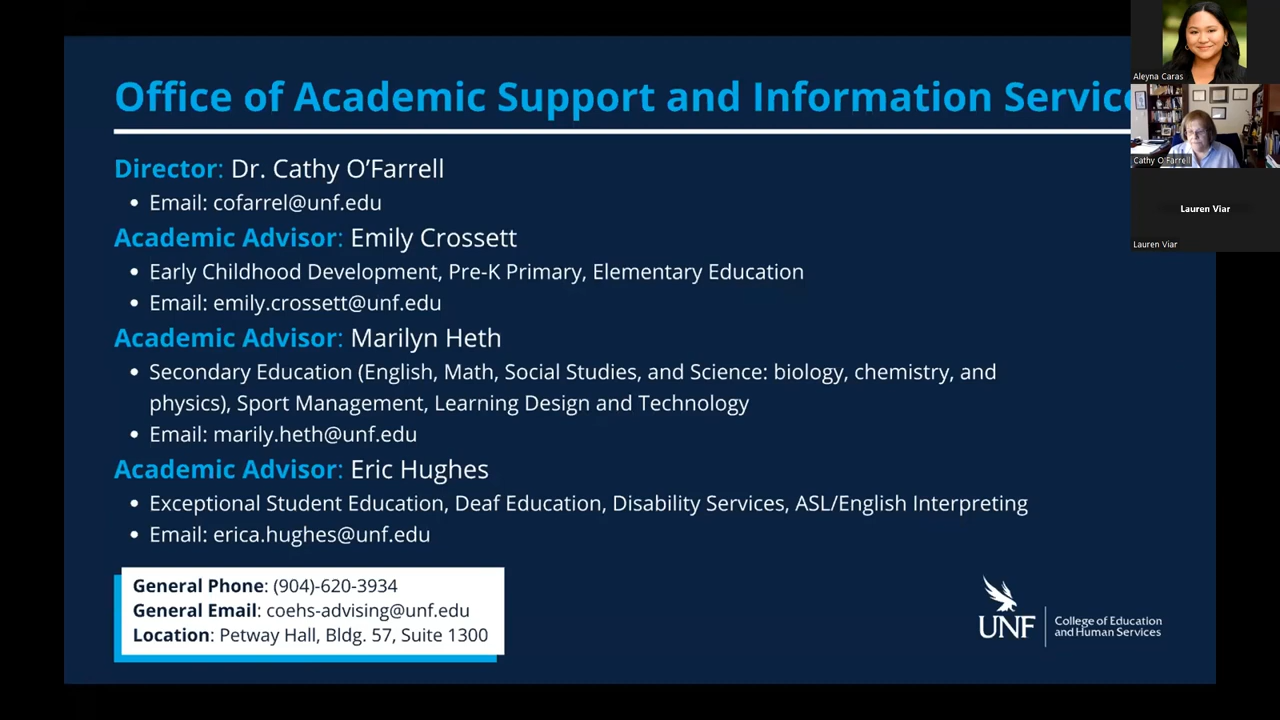 Office of Academic Support and Information Servic
Director: Dr. Cathy O’Farrell
• Email: cofarrel@unf.edu
Academic Advisor: Emily Crossett
• Early Childhood Development, Pre-K Primary, Elementary Education
• Email: emily.crossett@unf.edu
Academic Advisor: Marilyn Heth
• Secondary Education (English, Math, Social Studies, and Science: biology, chemistry, and
physics), Sport Management, Learning Design and Technology
• Email: marily.heth@unf.edu
Academic Advisor: Eric Hughes
• Exceptional Student Education, Deaf Education, Disability Services, ASL/English Interpreting
• Email: erica.hughes@unf.edu
General Phone: (904)-620-3934
General Email: coehs-advising@unf.edu
Location: Petway Hall, Bldg. 57, Suite 1300
UNF
College of Education
and Human Services
Aleyna Caras
Cathy O'Farrell
Lauren Viar
Lauren Viar